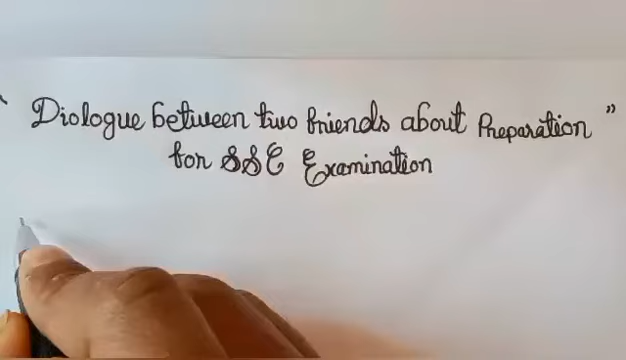 " Diologue between two friends about Preparation "
for SSC Examination